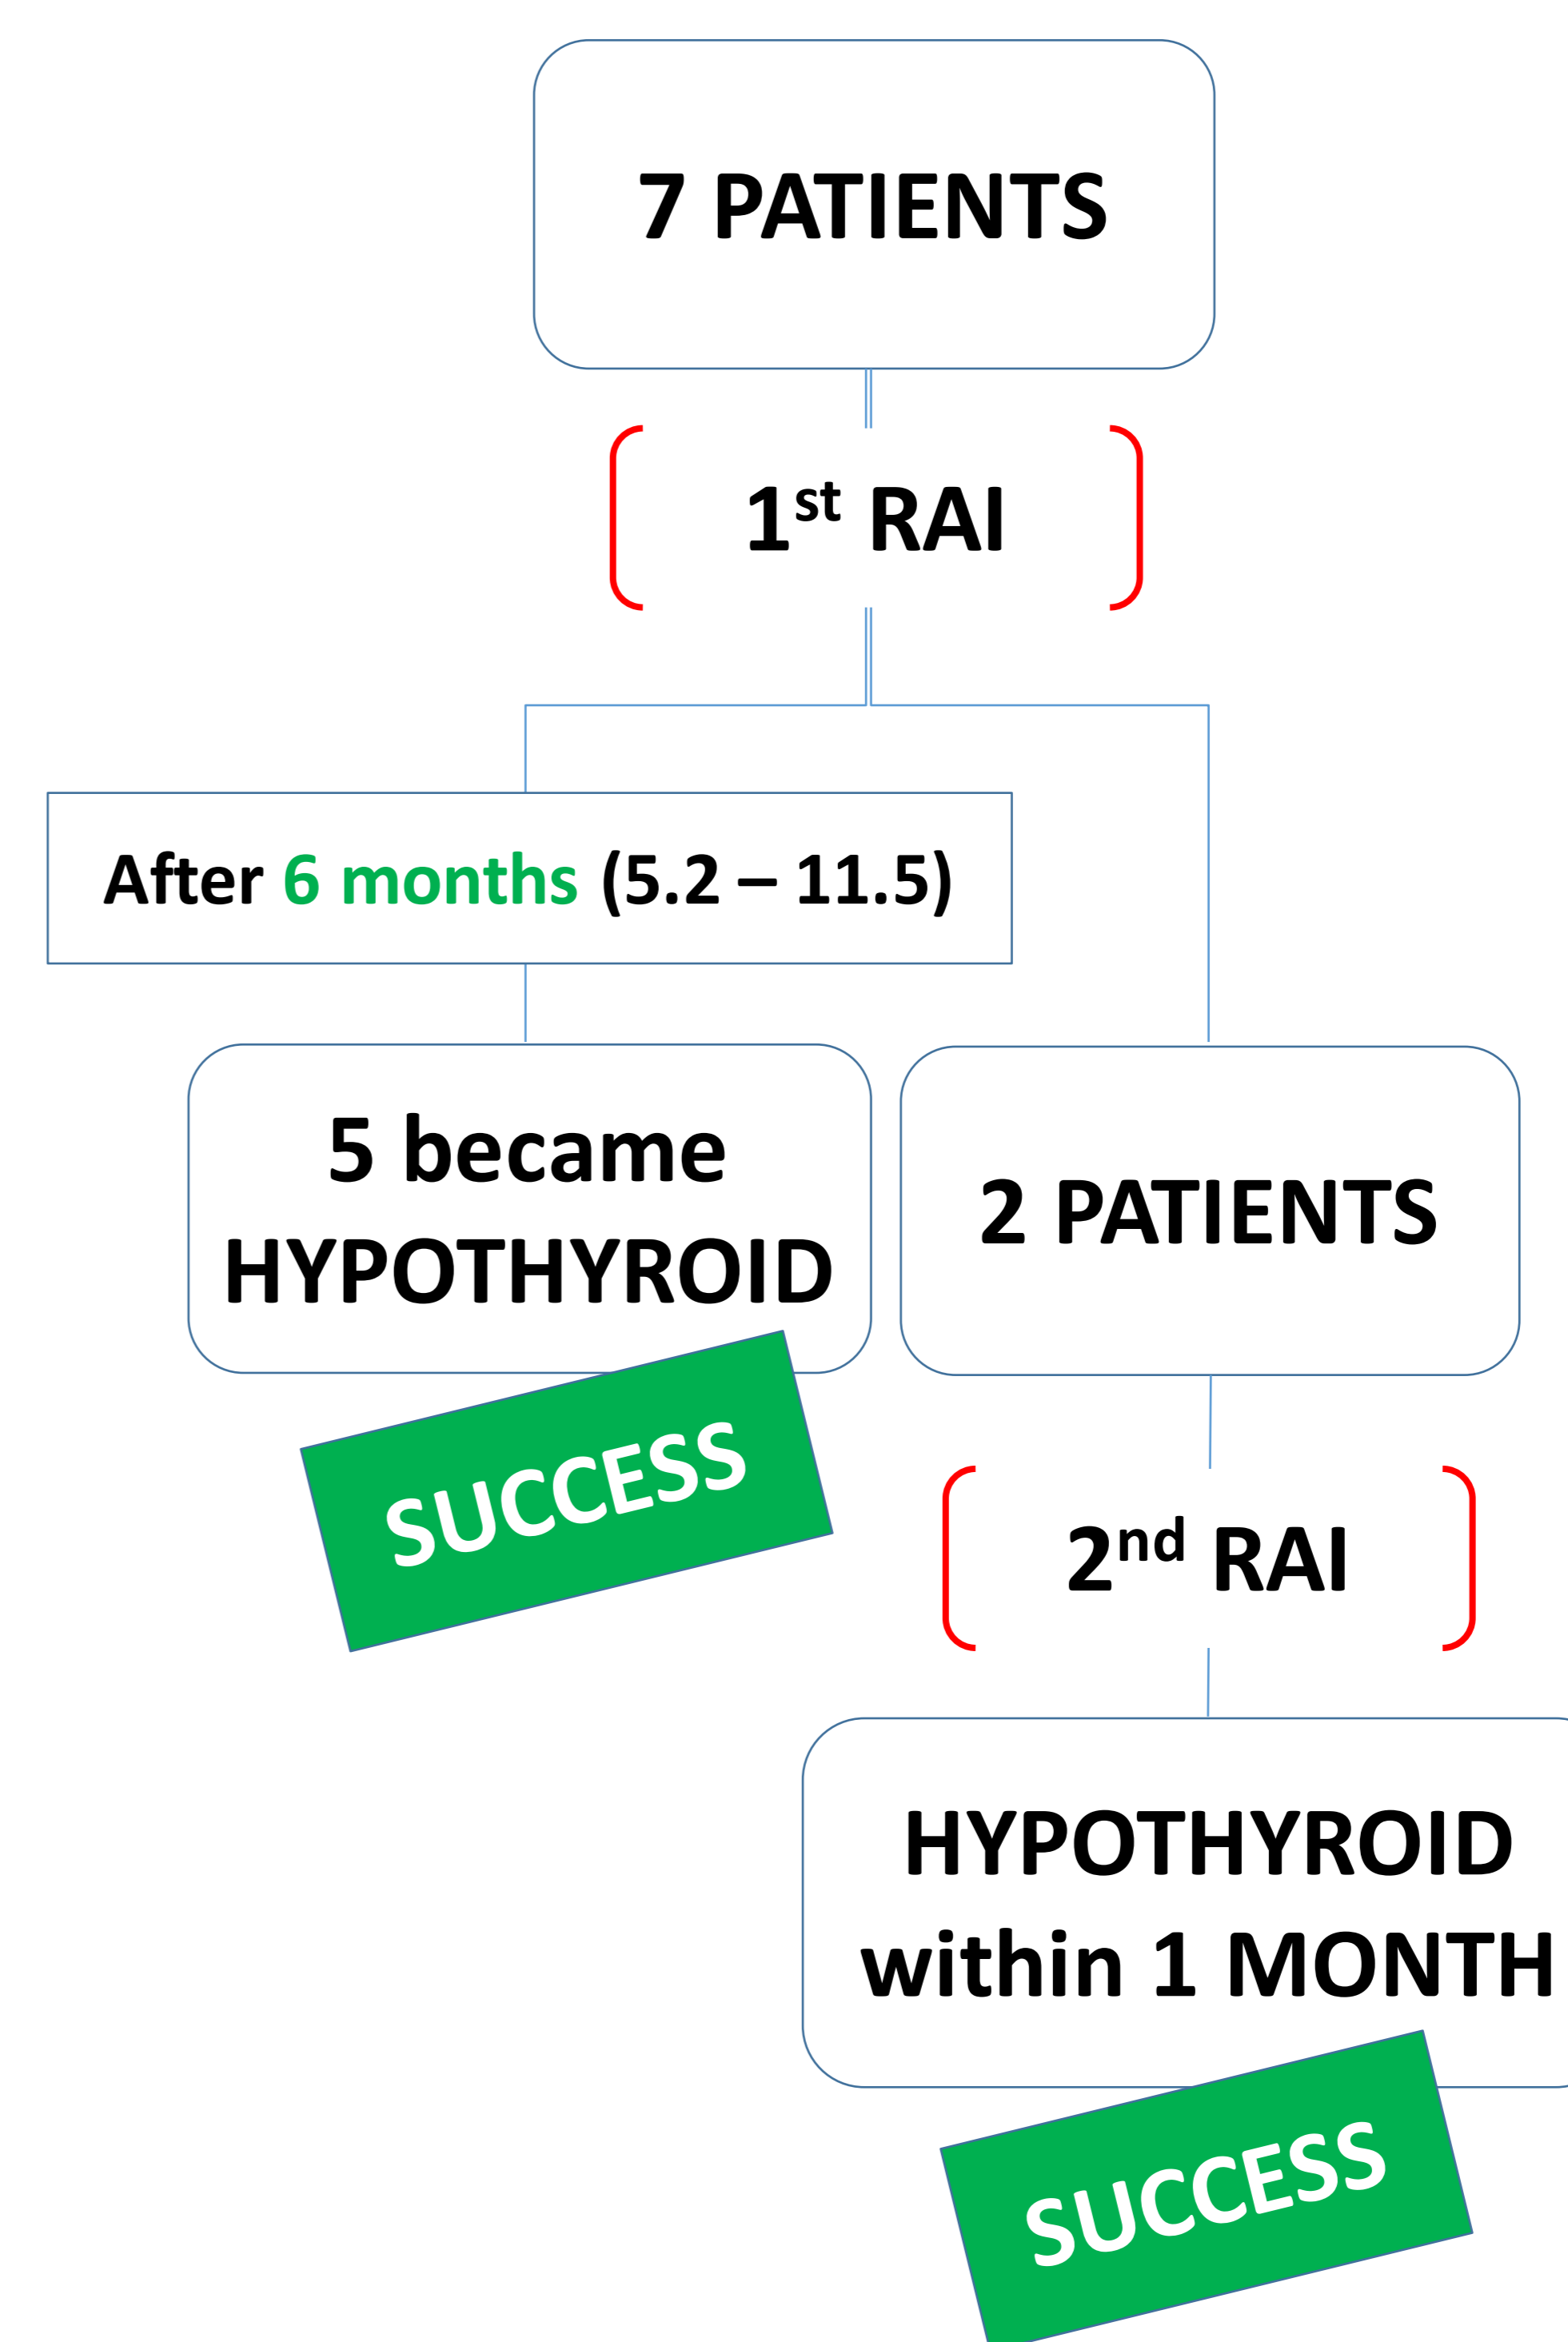 7 PATIENTS
1st RAI
After 6 months (5.2 – 11.5)
5 became
HYPOTHYROID
SUCCESS
2 PATIENTS
2nd RAI
HYPOTHYROID
within 1 MONTH
SUCCESS